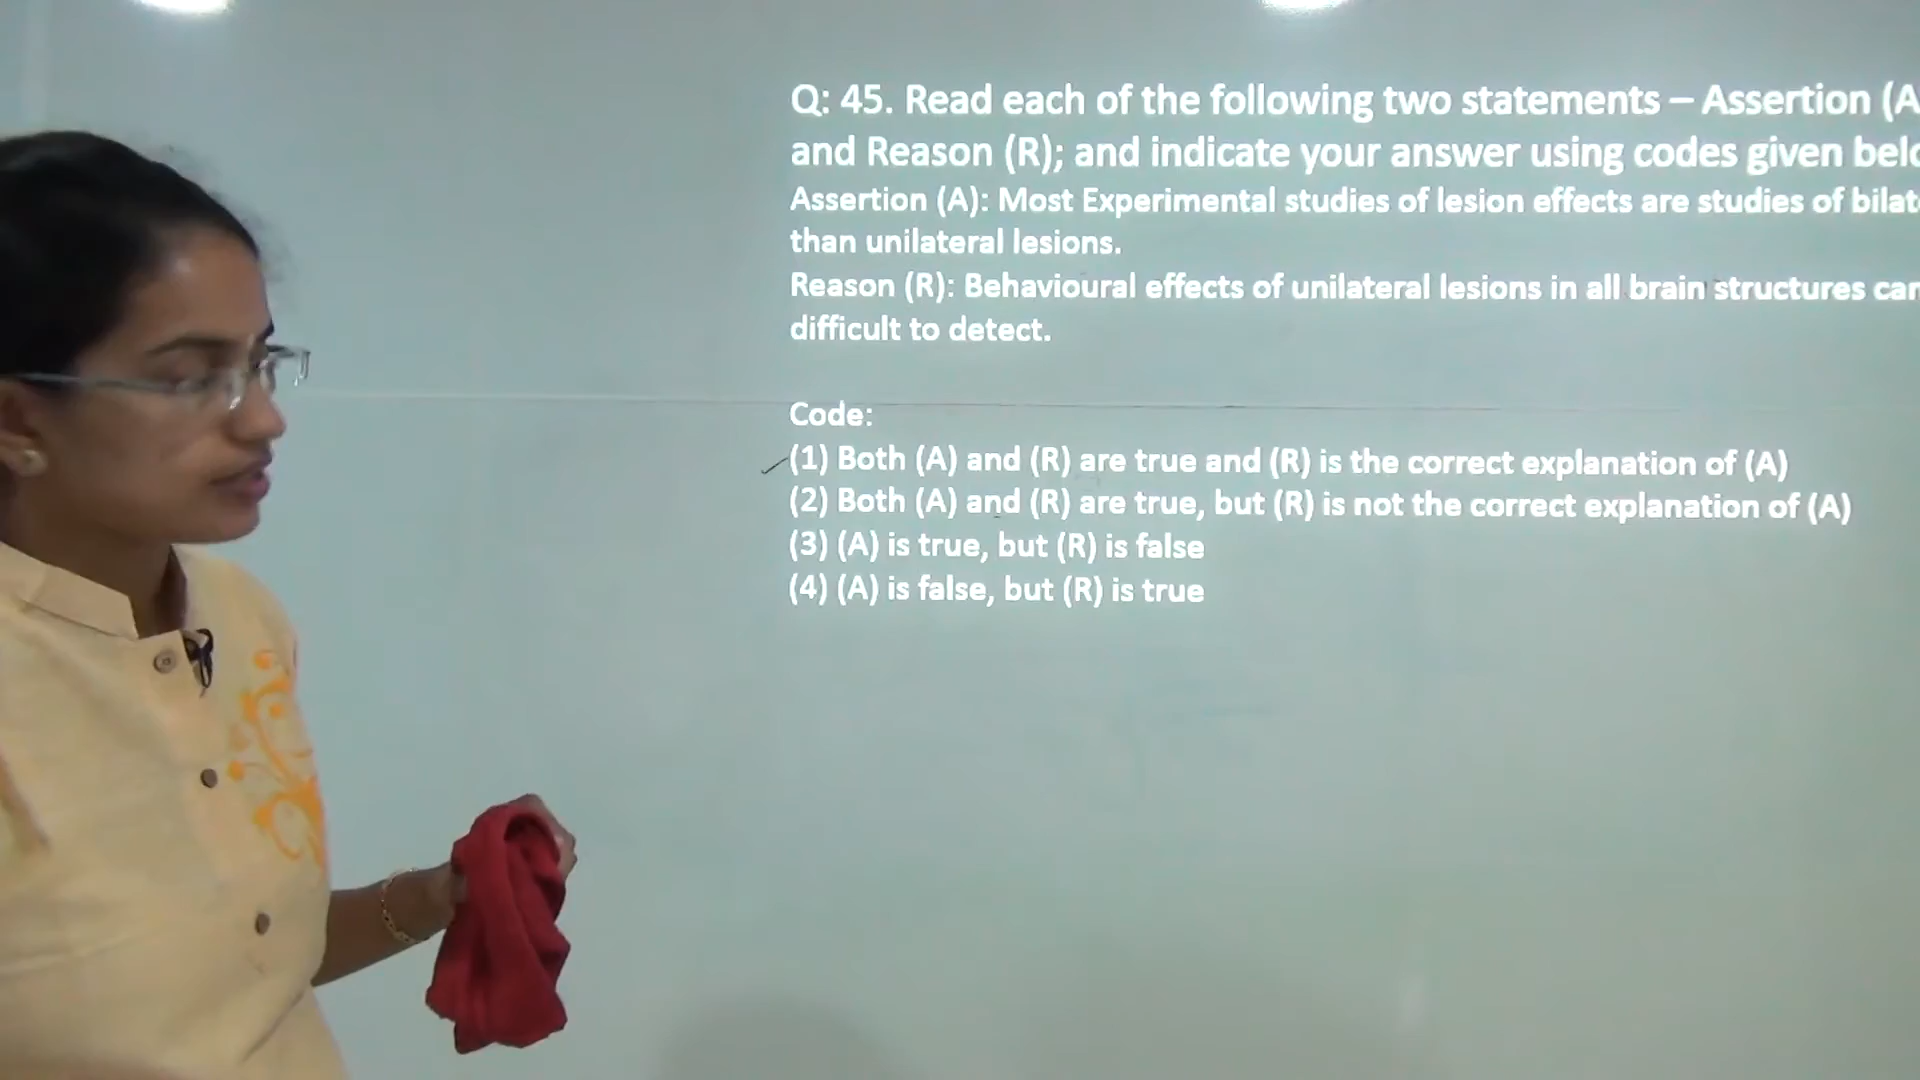 Q: 45. Read each of the following two statements – Assertion (A
and Reason (R); and indicate your answer using codes given
Assertion (A): Most Experimental studies of lesion effects are studies of
than unilateral lesions.
Reason (R): Behavioural effects of unilateral lesions in all brain structures
difficult to detect.
Code:
(1) Both (A) and (R) are true and (R) is the correct explanation of (A)
(2) Both (A) and (R) are true, but (R) is not the correct explanation of (A)
(3) (A) is true, but (R) is false
(4) (A) is false, but (R) is true